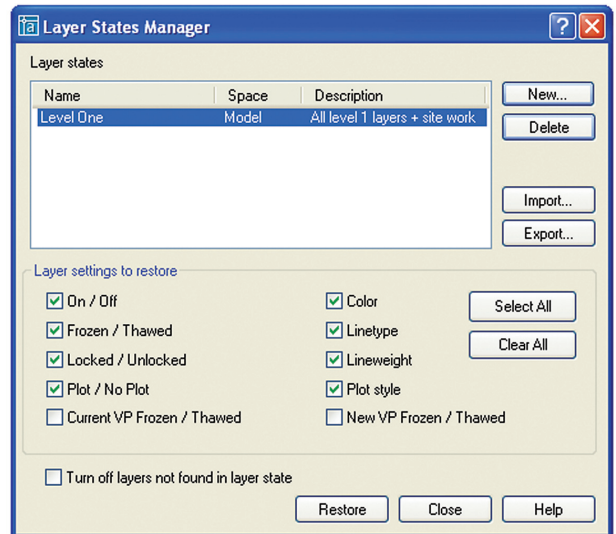 Layer States Manager
Layer states
Name Space Description
Level One Model All level 1 layers + site work
New...
Delete
Import...
Export...
Layer settings to restore
On / Off
Frozen / Thawed
Locked / Unlocked
Plot / No Plot
Current VP Frozen / Thawed
Color
Linetype
Lineweight
Plot style
New VP Frozen / Thawed
Select All
Clear All
Turn off layers not found in layer state
Restore Close Help